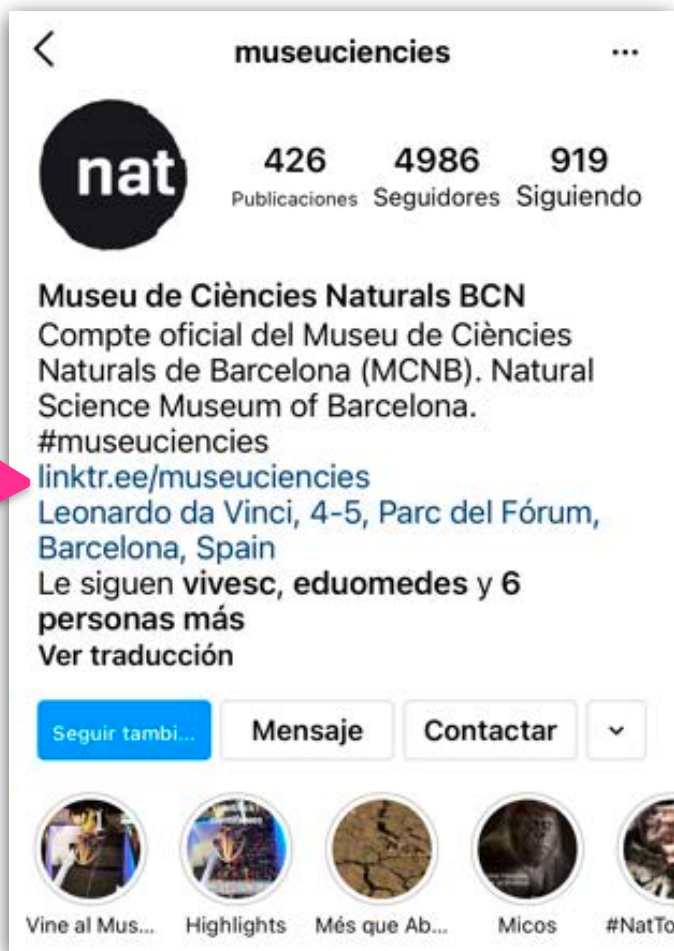 museuciencies
nat
426 4986 919
Publicaciones Seguidores Siguiendo
Museu de Ciències Naturals BCN
Compte oficial del Museu de Ciències
Naturals de Barcelona (MCNB). Natural
Science Museum of Barcelona.
#museuciencies
linktr.ee/museuciencies
Leonardo da Vinci, 4-5, Parc del Fórum,
Barcelona, Spain
Le siguen vivesc, eduomedes y 6
personas más
Ver traducción
Seguir tambi... Mensaje Contactar
Vine al Mus... Highlights Més que Ab... Micos #NatTo